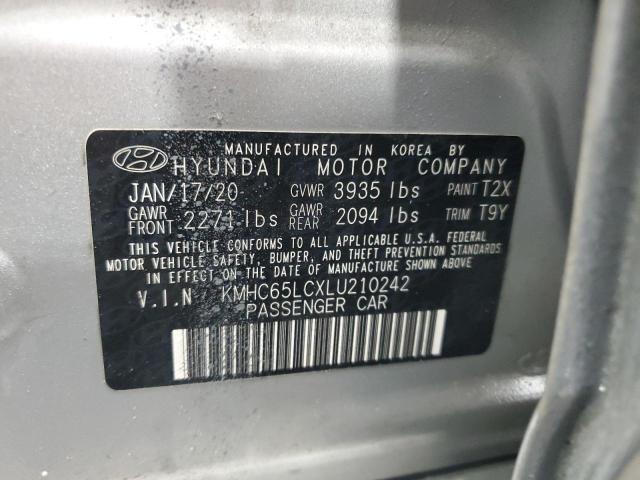 MANUFACTURED IN KOREA BY
HYUNDAI MOTOR COMPANY
JAN/17/20 GVWR 3935 lbs PAINT T2X
GAWR FRONT 2271 lbs GAWR REAR 2094 lbs TRIM T9Y
THIS VEHICLE CONFORMS TO ALL APPLICABLE U.S.A. FEDERAL
MOTOR VEHICLE SAFETY, BUMPER, AND THEFT PREVENTION STANDARDS
IN EFFECT ON THE DATE OF MANUFACTURE SHOWN ABOVE
V.I.N KMHC65LCXLU210242
PASSENGER CAR